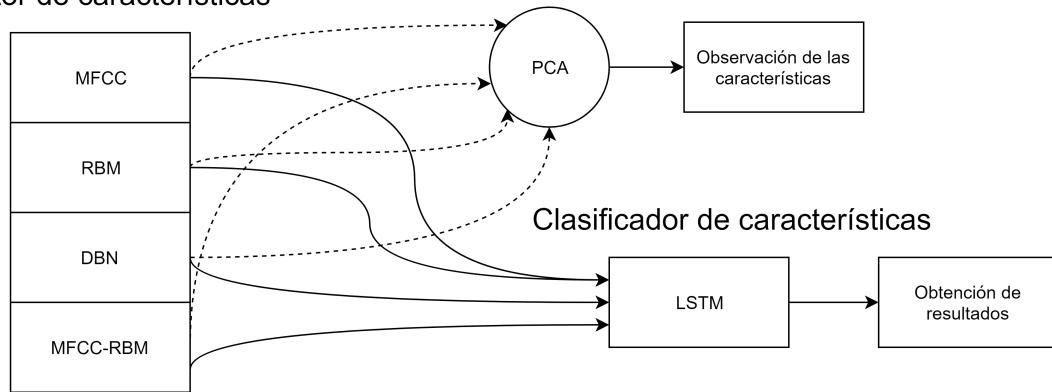 de características
MFCC
RBM
DBN
MFCC-RBM
PCA
Observación de las
características
Clasificador de características
LSTM
Obtención de
resultados